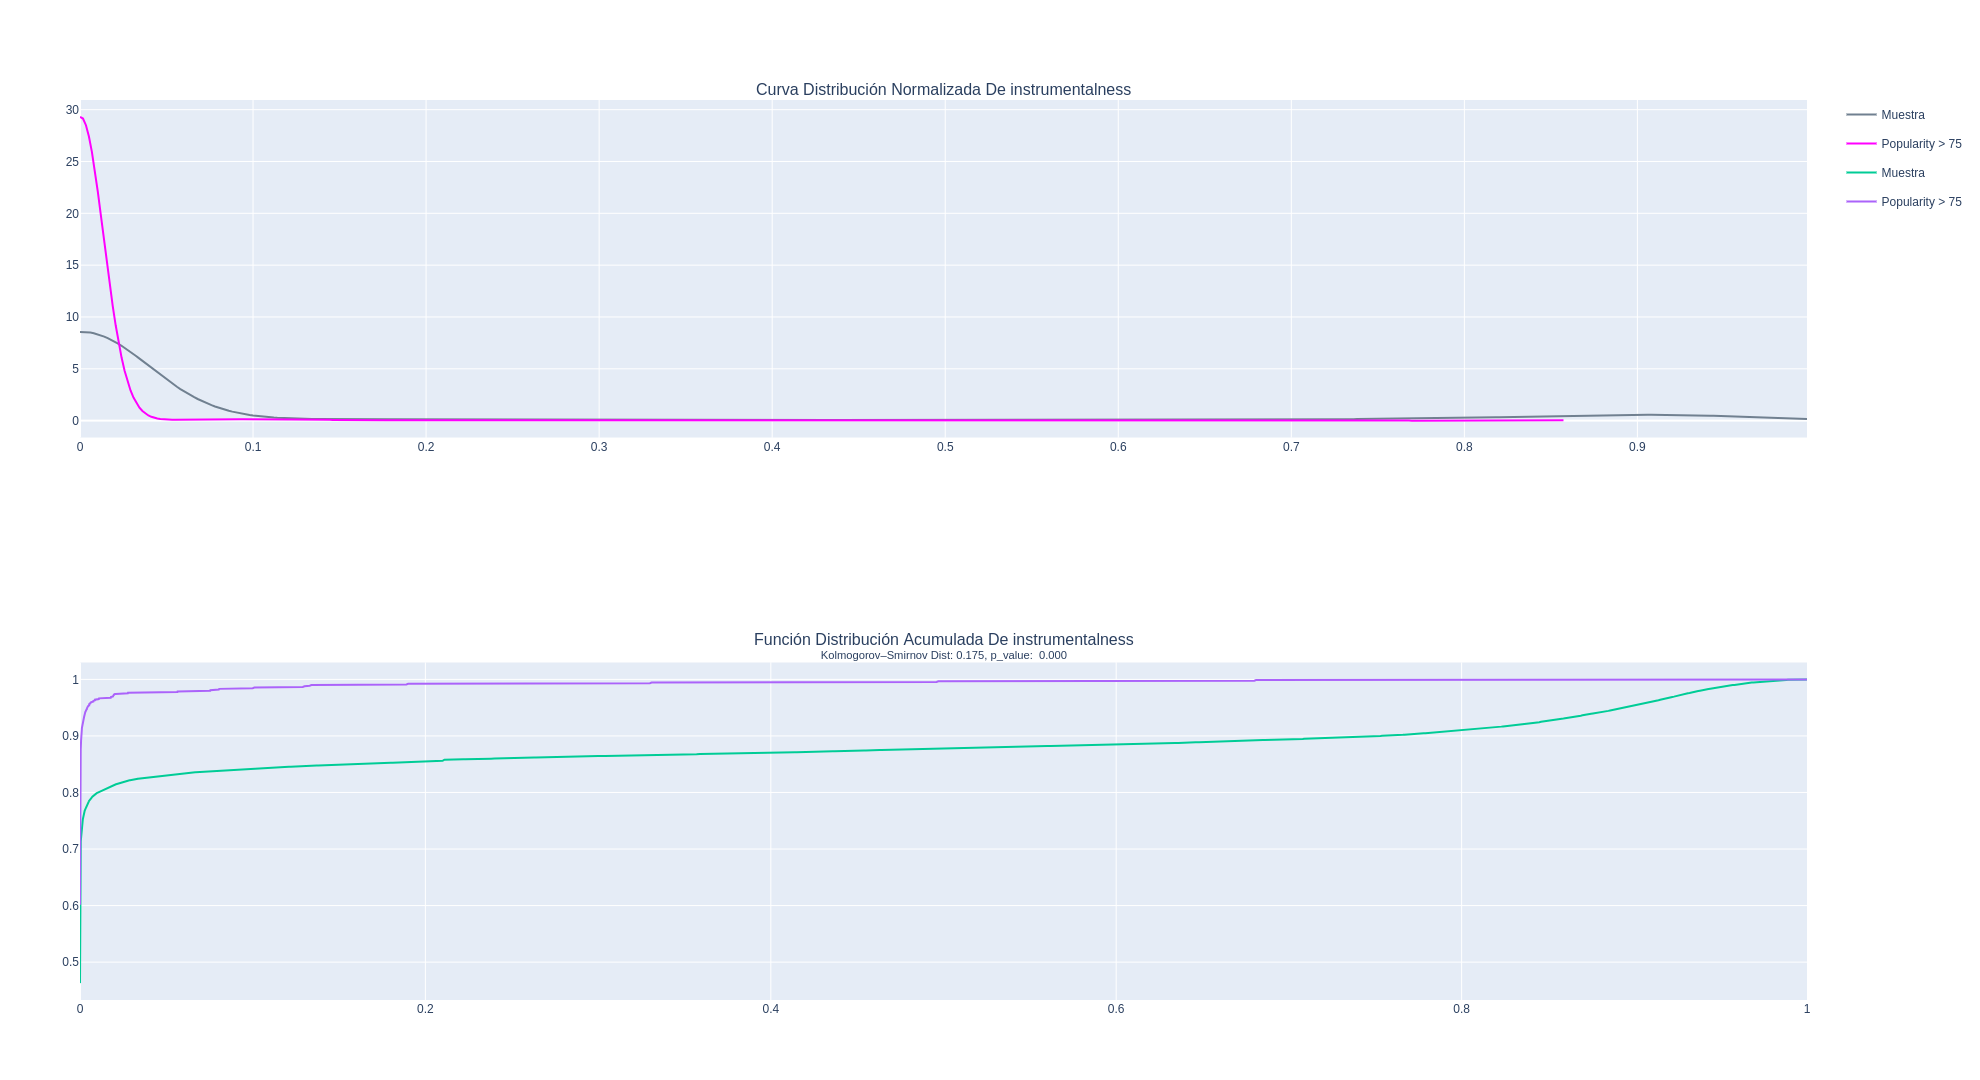 Curva Distribución Normalizada De instrumentalness
30
25
20
15
10
5
0
0 0.1 0.2 0.3 0.4 0.5 0.6 0.7 0.8 0.9
Muestra
Popularity > 75
Muestra
Popularity > 75
Función Distribución Acumulada De instrumentalness
Kolmogorov–Smirnov Dist: 0.175, p_value:  0.000
1
0.9
0.8
0.7
0.6
0.5
0 0.2 0.4 0.6 0.8 1